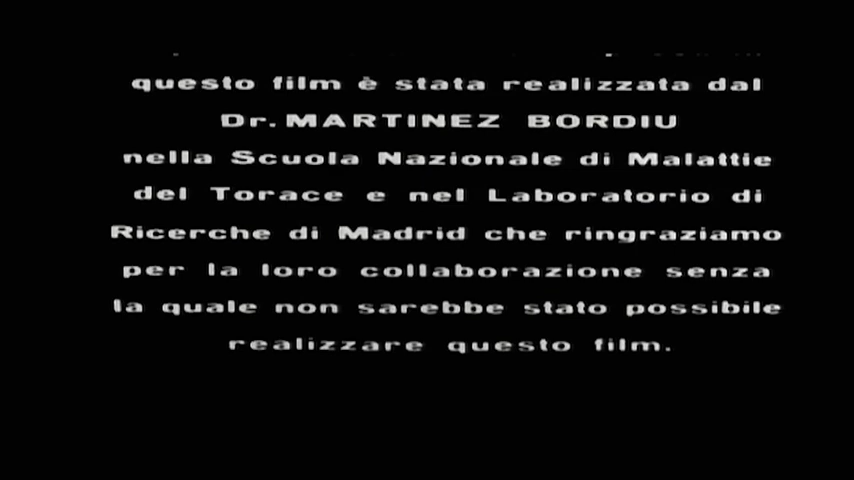 questo film è stata realizzata dal
Dr. MARTINEZ BORDIU
nella Scuola Nazionale di Malattie
del Torace e nel Laboratorio di
Ricerche di Madrid che ringraziamo
per la loro collaborazione senza
la quale non sarebbe stato possibile
realizzare questo film.